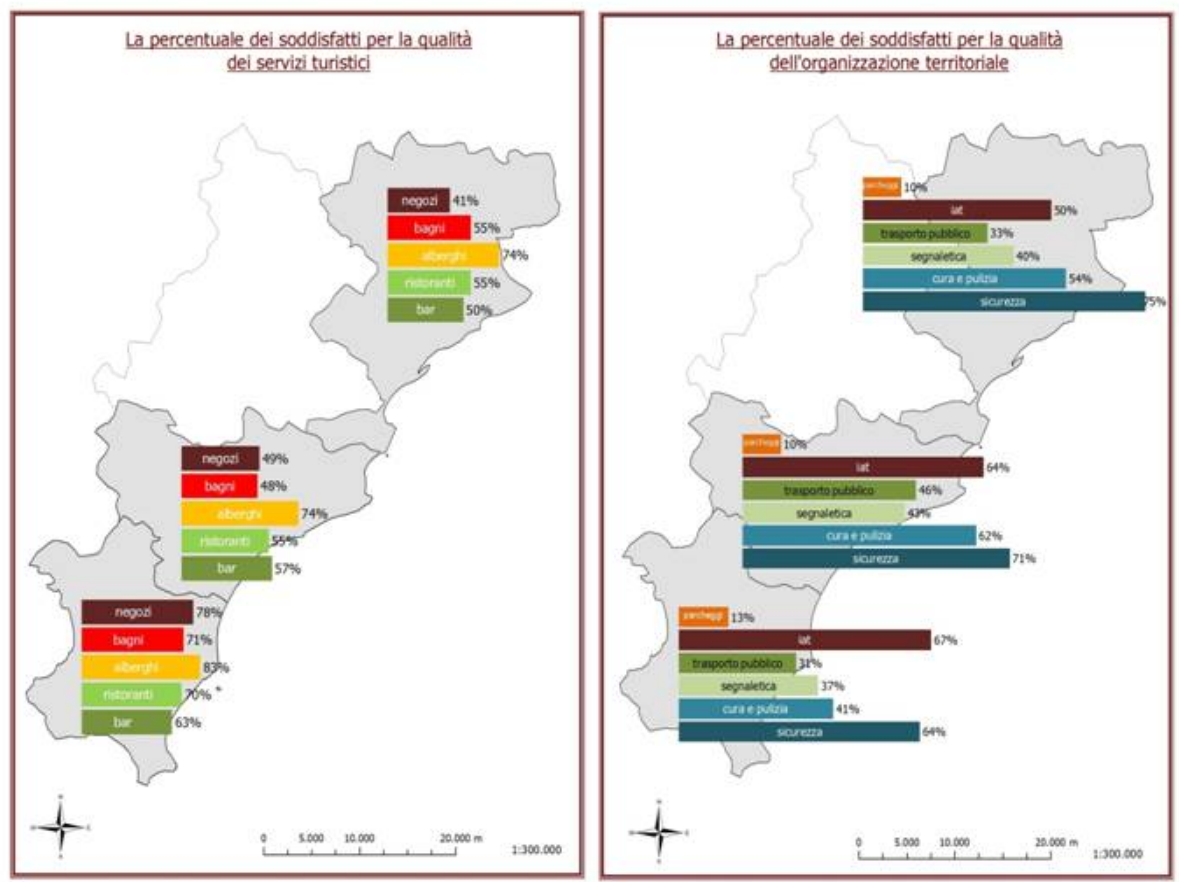 La percentuale dei soddisfatti per la qualità
dei servizi turistici
negozi 41%
bagni 55%
alberghi 74%
ristoranti 55%
bar 50%
negozi 49%
bagni 48%
alberghi 74%
ristoranti 55%
bar 57%
negozi 78%
bagni 71%
alberghi 83%
ristoranti 70%
bar 63%
0 5.000 10.000 20.000 m
1:300.000
La percentuale dei soddisfatti per la qualità
dell'organizzazione territoriale
parcheggi 10%
iat 50%
trasporto pubblico 33%
segnaletica 40%
cura e pulizia 54%
sicurezza 75%
parcheggi 10%
iat 64%
trasporto pubblico 46%
segnaletica 43%
cura e pulizia 62%
sicurezza 71%
parcheggi 13%
iat 67%
trasporto pubblico 31%
segnaletica 37%
cura e pulizia 41%
sicurezza 64%
0 5.000 10.000 20.000 m
1:300.000